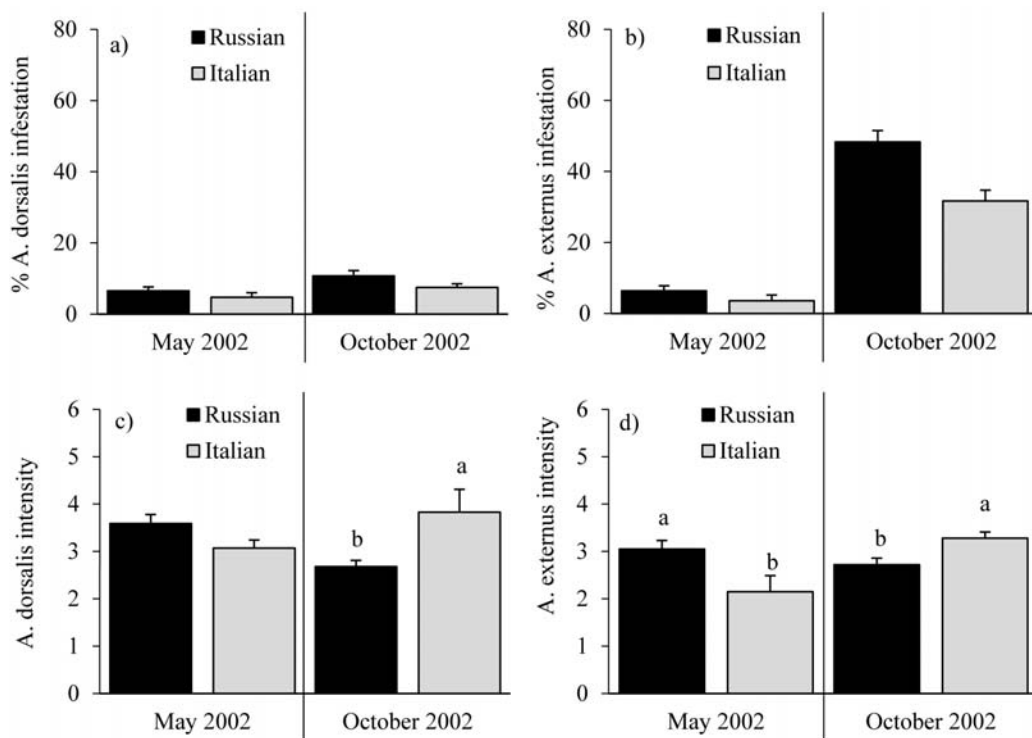 a)
Russian
Italian
% A. dorsalis infestation
80
60
40
20
0
May 2002
October 2002
b)
Russian
Italian
% A. externus infestation
80
60
40
20
0
May 2002
October 2002
c)
Russian
Italian
A. dorsalis intensity
6
5
4
3
2
1
0
b
a
May 2002
October 2002
d)
Russian
Italian
A. externus intensity
6
5
4
3
2
1
0
a
b
b
a
May 2002
October 2002